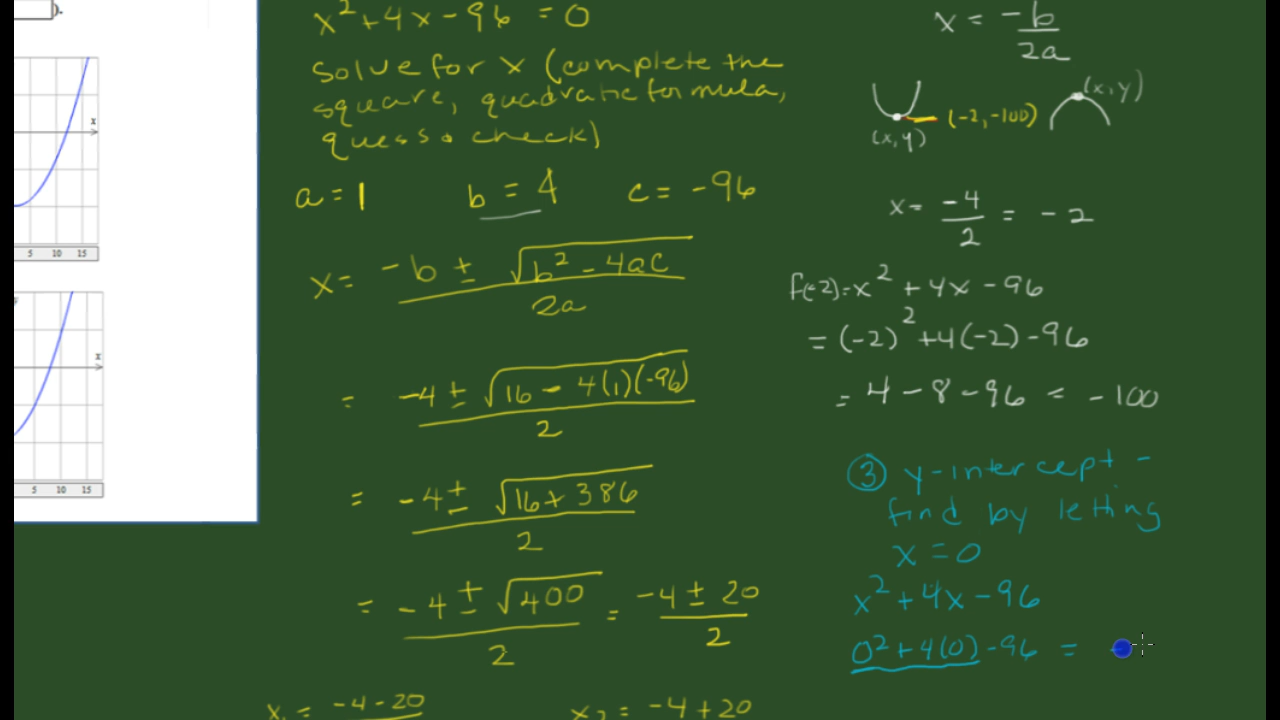 ).
x
5 10 15
x
5 10 15
x² + 4x - 96 = 0
Solve for x (complete the
square, quadratic formula,
guess & check)
a = 1 b = 4 c = -96
x = (-b ± √(b² - 4ac))/2a
= (-4 ± √(16 - 4(1)(-96)))/2
= (-4 ± √(16 + 386))/2
= (-4 ± √400)/2 = (-4 ± 20)/2
x₁ = -4 - 20 x₂ = -4 + 20
x = -b/2a
(x, y) (-2, -100) (x, y)
x = -4/2 = -2
f(-2) = x² + 4x - 96
= (-2)² + 4(-2) - 96
= 4 - 8 - 96 = -100
③ y-intercept -
find by letting
x = 0
x² + 4x - 96
0² + 4(0) - 96 = -